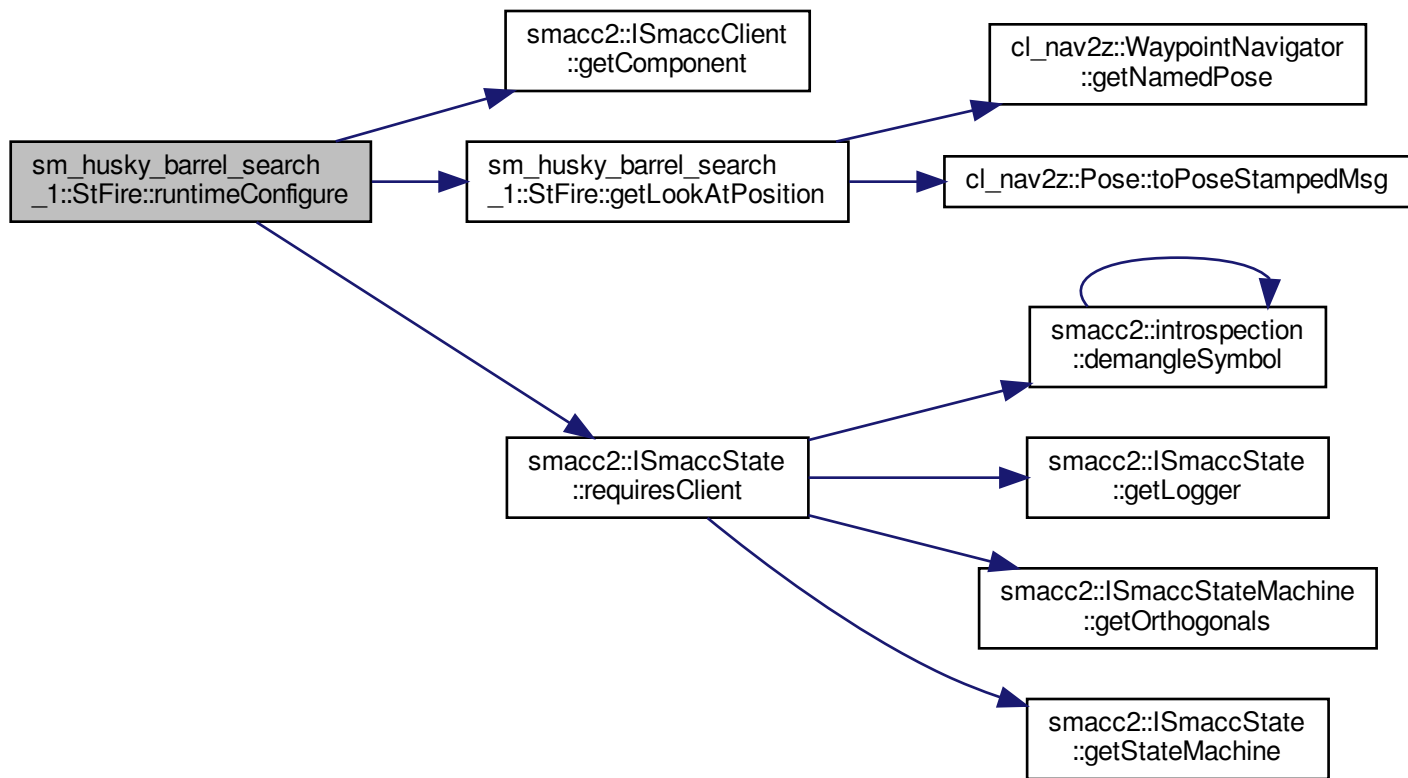 smacc2::ISmaccClient
::getComponent
cl_nav2z::WaypointNavigator
::getNamedPose
sm_husky_barrel_search
_1::StFire::runtimeConfigure
sm_husky_barrel_search
_1::StFire::getLookAtPosition
cl_nav2z::Pose::toPoseStampedMsg
smacc2::introspection
::demangleSymbol
smacc2::ISmaccState
::requiresClient
smacc2::ISmaccState
::getLogger
smacc2::ISmaccStateMachine
::getOrthogonals
smacc2::ISmaccState
::getStateMachine